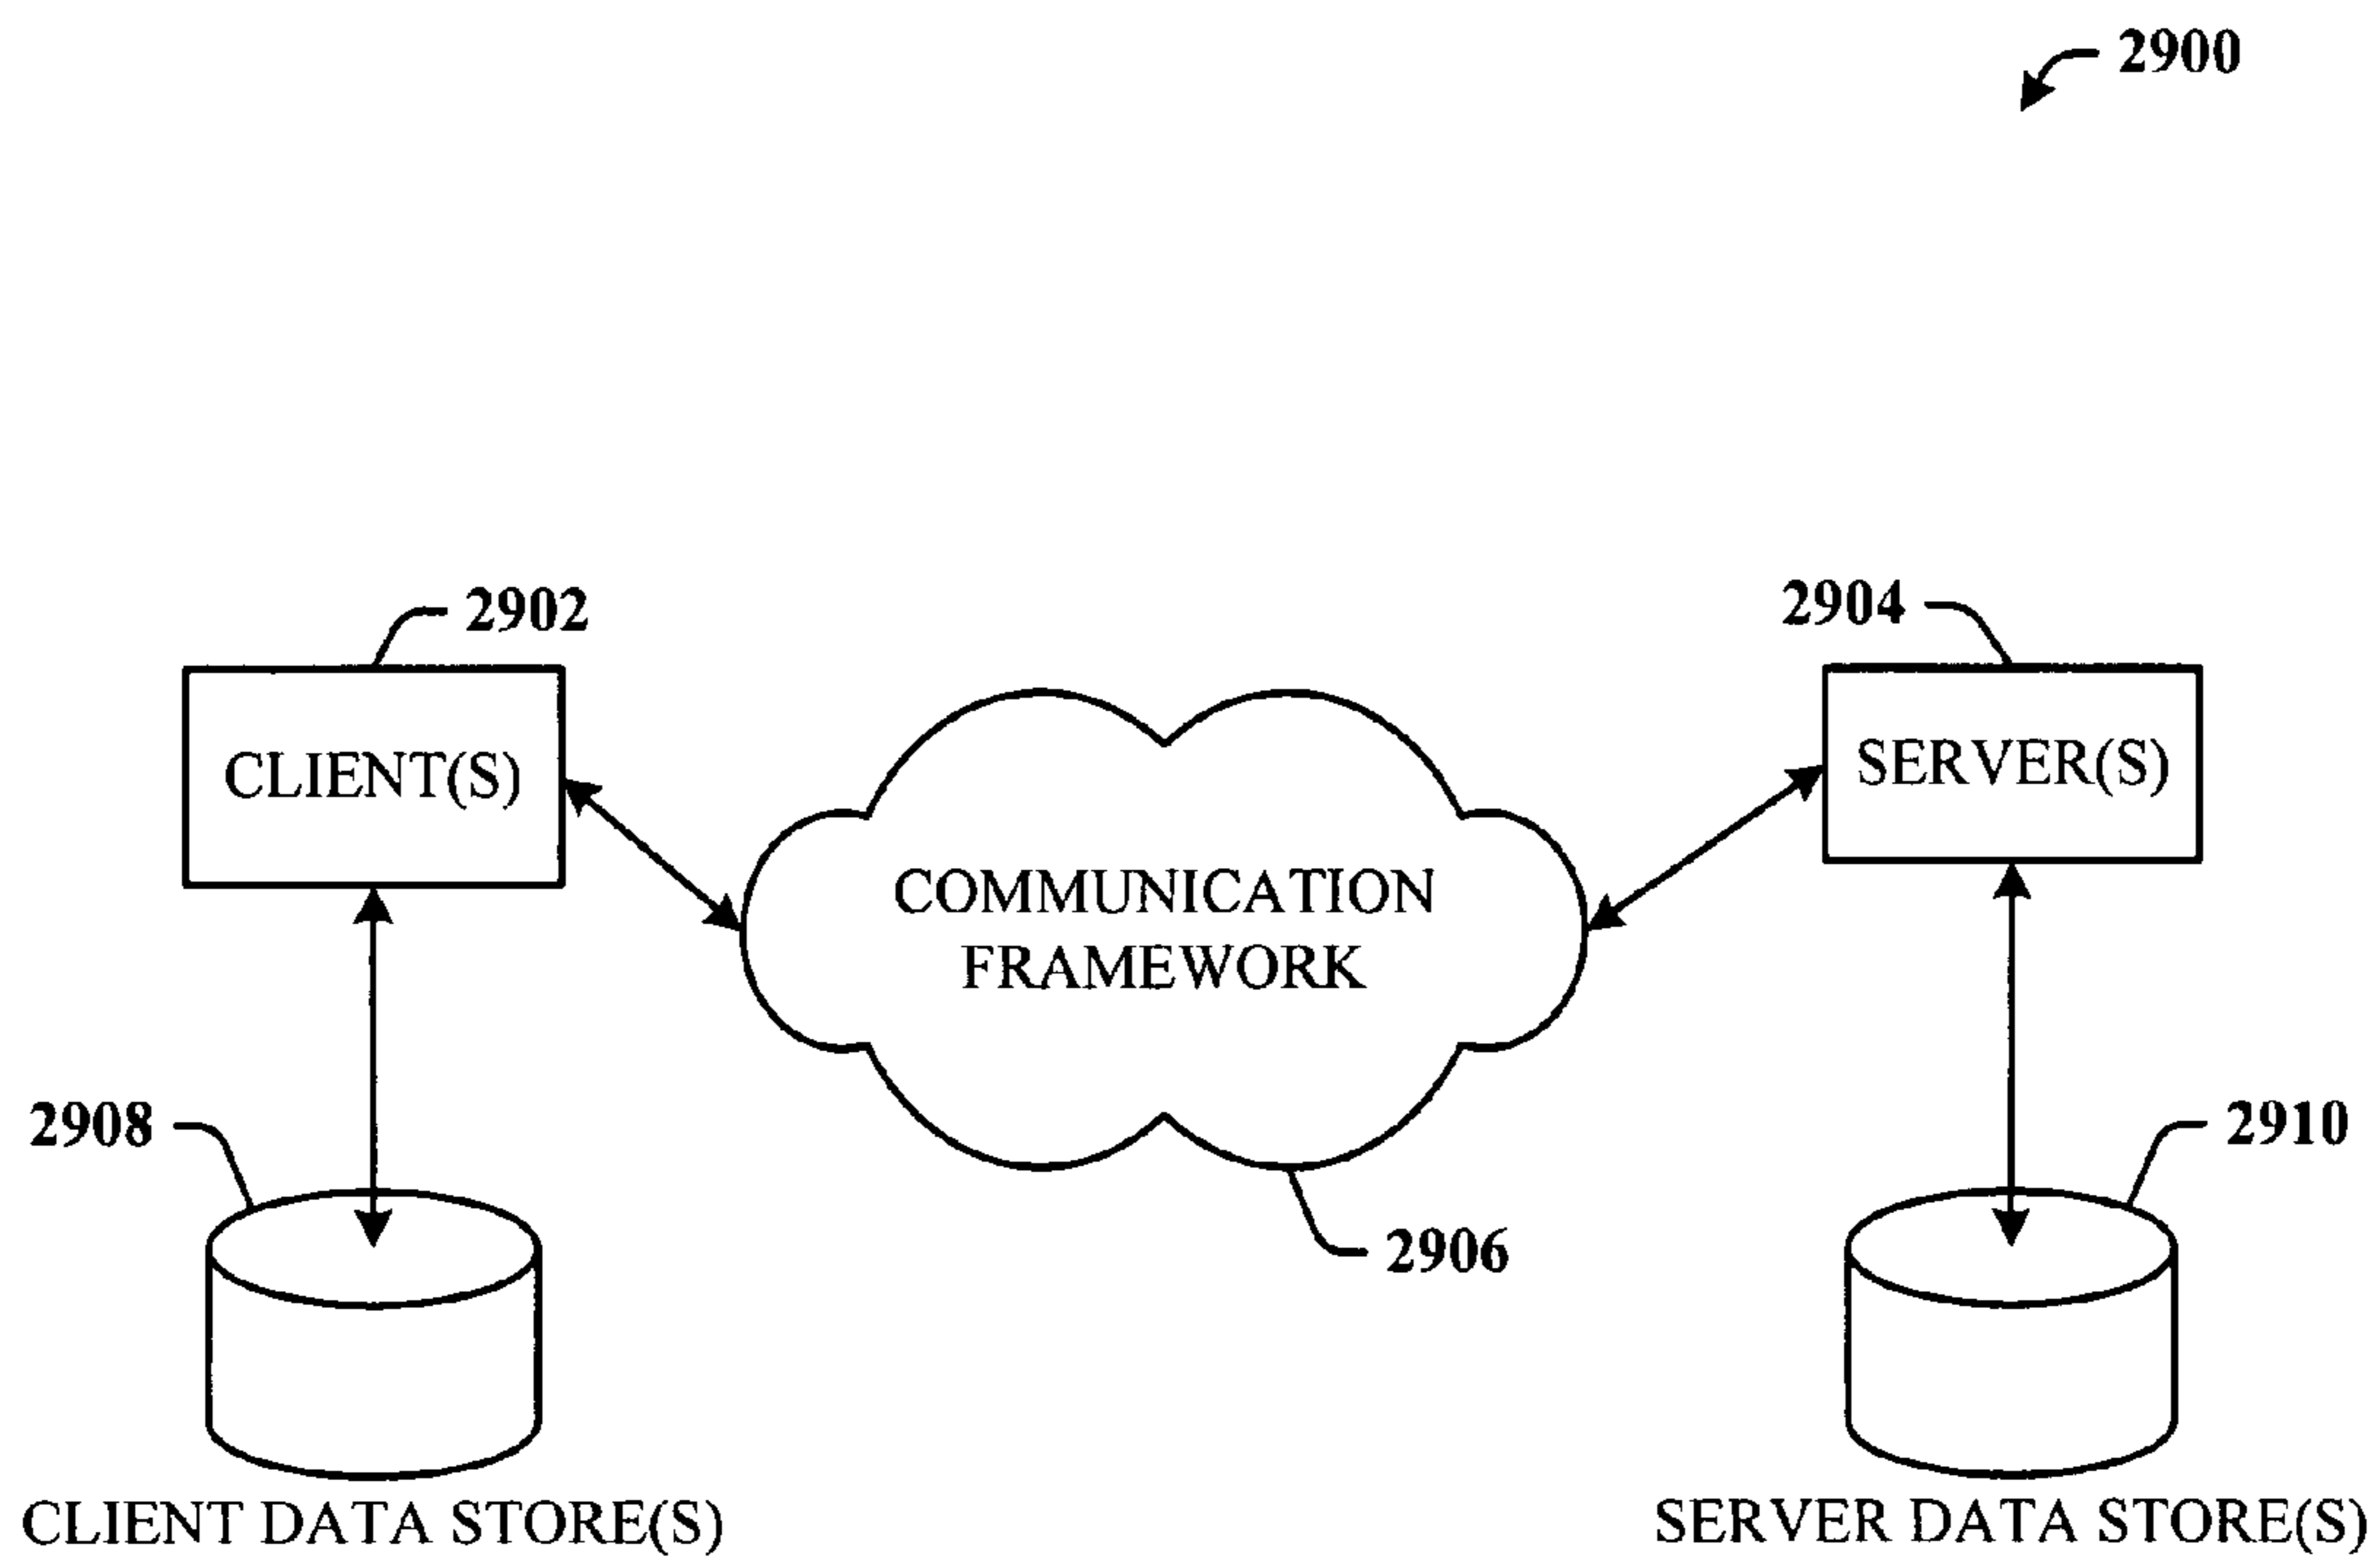 2900
2902
2904
CLIENT(S)
SERVER(S)
COMMUNICATION
FRAMEWORK
2908
2910
2906
CLIENT DATA STORE(S)
SERVER DATA STORE(S)